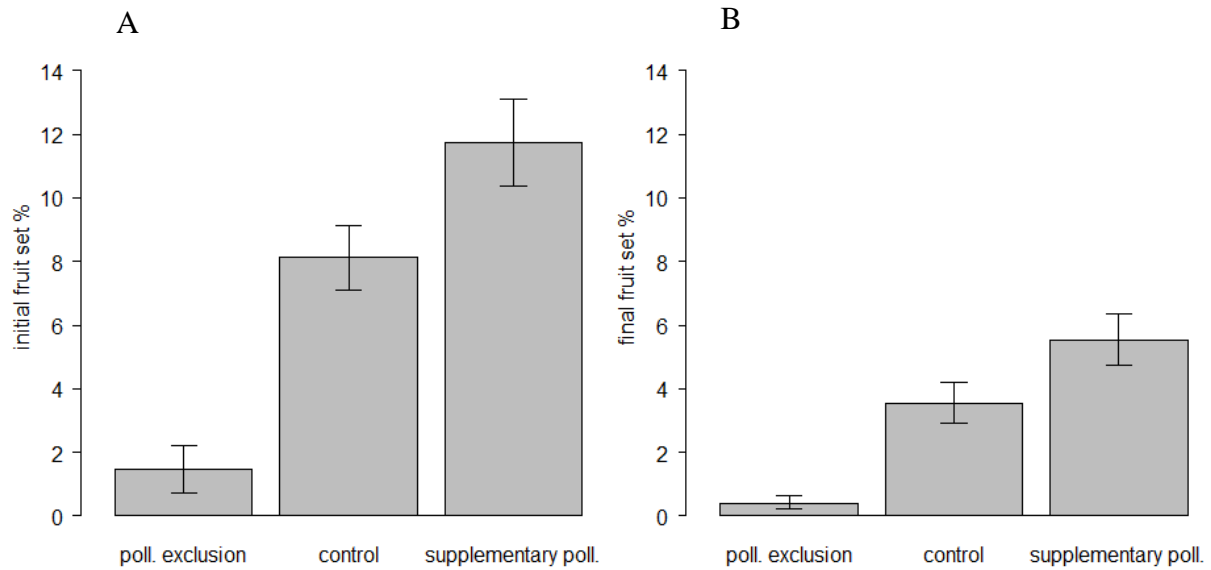 A
initial fruit set %
14
12
10
8
6
4
2
0
poll. exclusion control supplementary poll.
B
final fruit set %
14
12
10
8
6
4
2
0
poll. exclusion control supplementary poll.